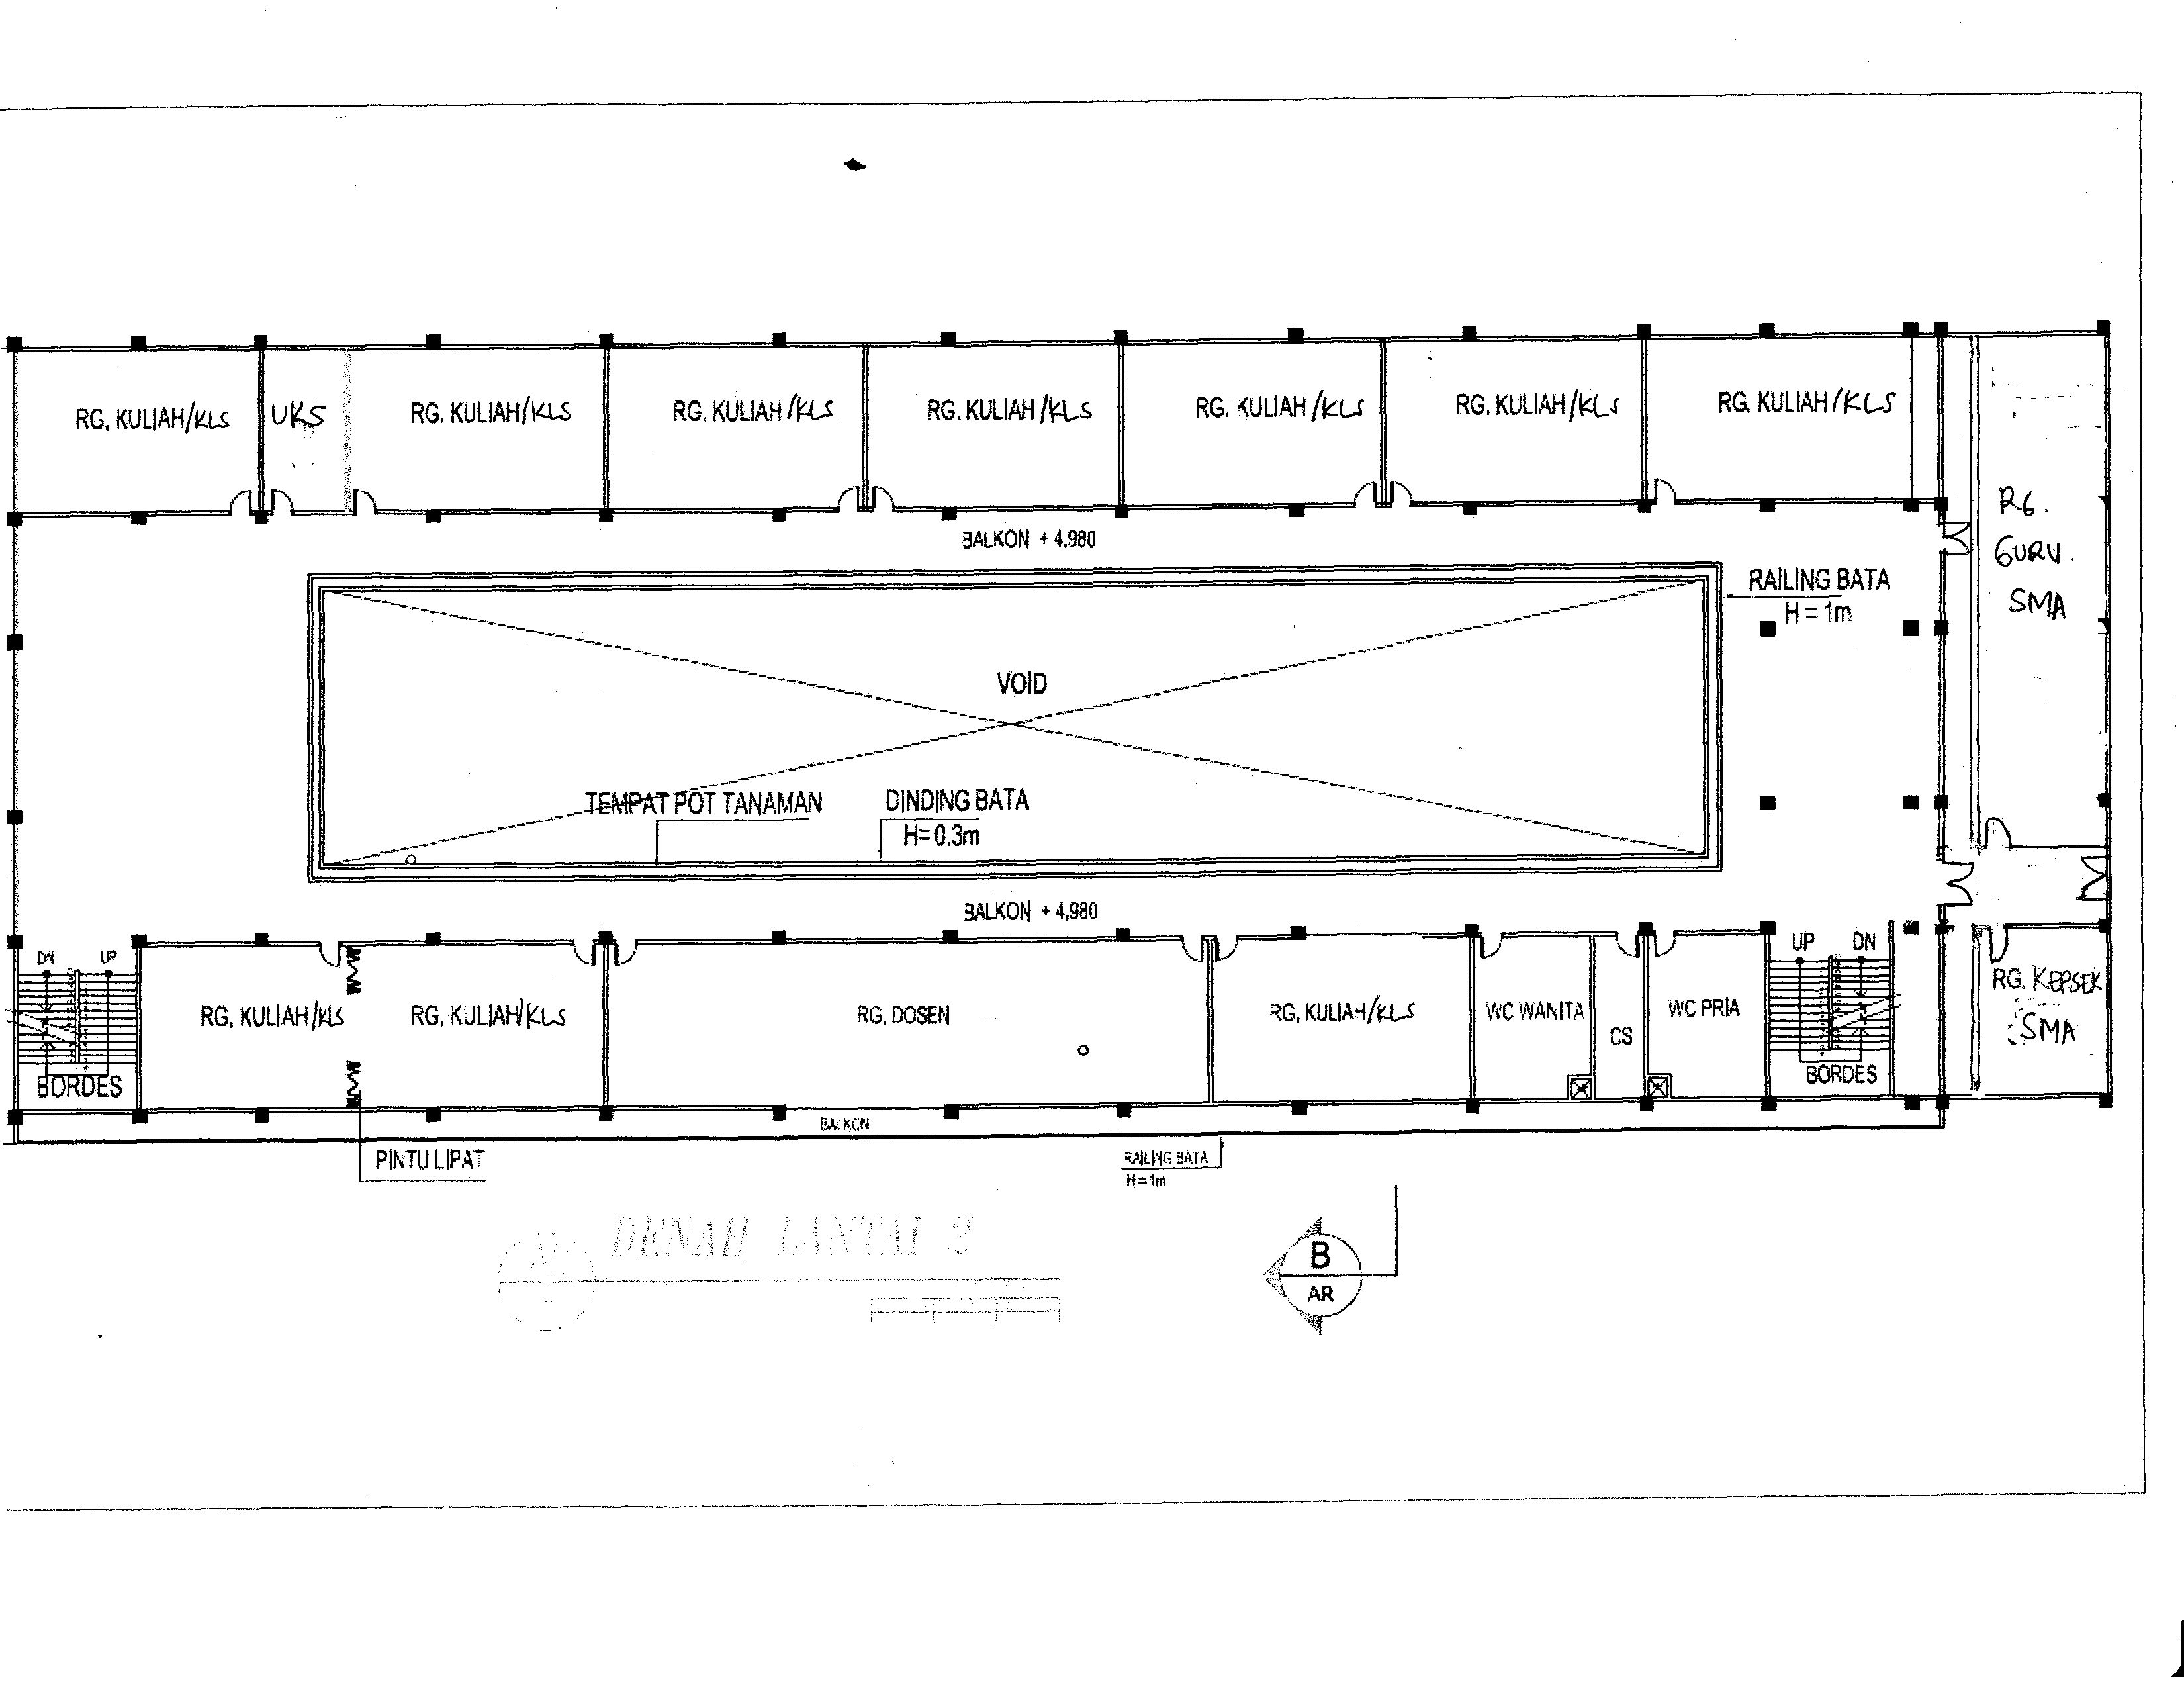 RG. KULIAH/KLS
UKS
RG. KULIAH/KLS
RG. KULIAH/KLS
RG. KULIAH/KLS
RG. KULIAH/KLS
RG. KULIAH/KLS
RG. KULIAH/KLS
RG.
GURU
SMA
BALKON + 4.980
RAILING BATA
H = 1m
VOID
TEMPAT POT TANAMAN
DINDING BATA
H= 0.3m
BALKON + 4,980
DN
UP
BORDES
RG. KULIAH/KLS
RG. KULIAH/KLS
RG. DOSEN
RG. KULIAH/KLS
WC WANITA
CS
WC PRIA
UP
DN
BORDES
RG. KEPSEK
SMA
BALKON
PINTU LIPAT
RAILING BATA
H = 1m
DENAH LANTAI 2
B
AR